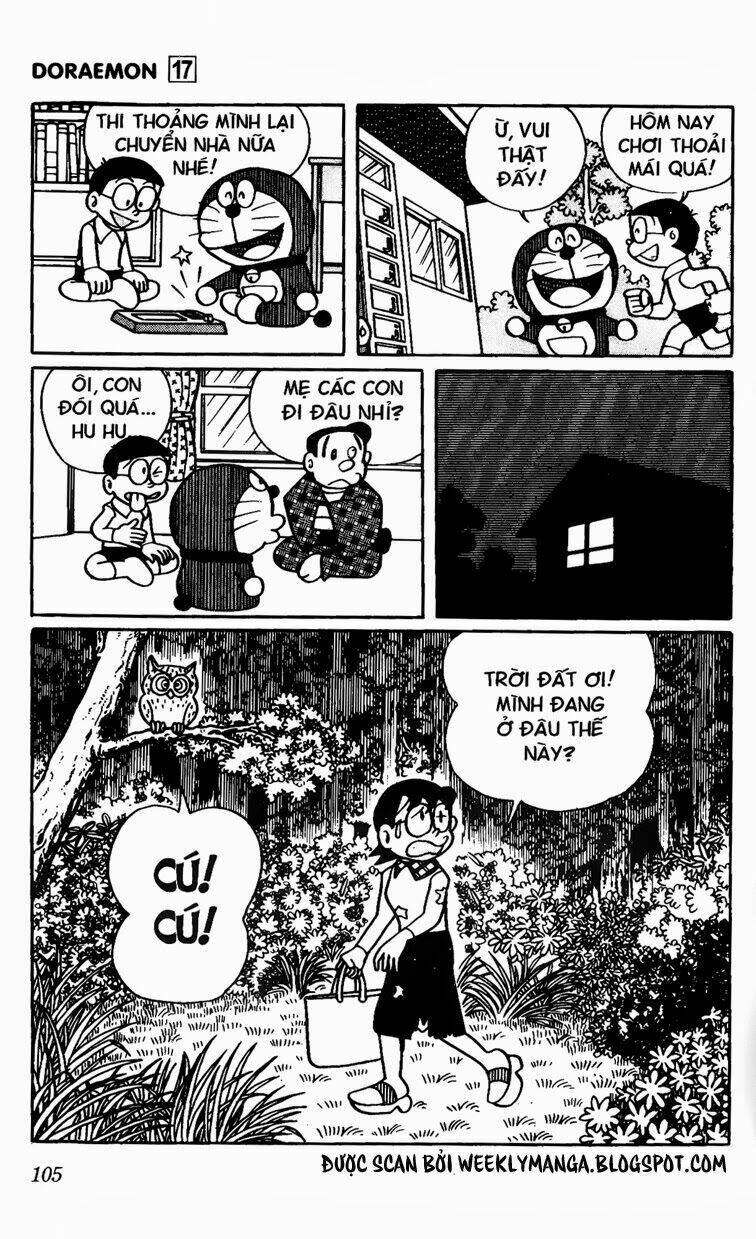 DORAEMON 17
HÔM NAY
CHƠI THOẢI
MÁI QUÁ!
Ừ, VUI
THẬT
ĐẤY!
THI THOẢNG MÌNH LẠI
CHUYỂN NHÀ NỮA
NHÉ!
MẸ CÁC CON
ĐI ĐÂU NHỈ?
ÔI, CON
ĐÓI QUÁ...
HU HU
TRỜI ĐẤT ƠI!
MÌNH ĐANG
Ở ĐÂU THẾ
NÀY?
CÚ!
CÚ!
105
ĐƯỢC SCAN BỞI WEEKLYMANGA.BLOGSPOT.COM